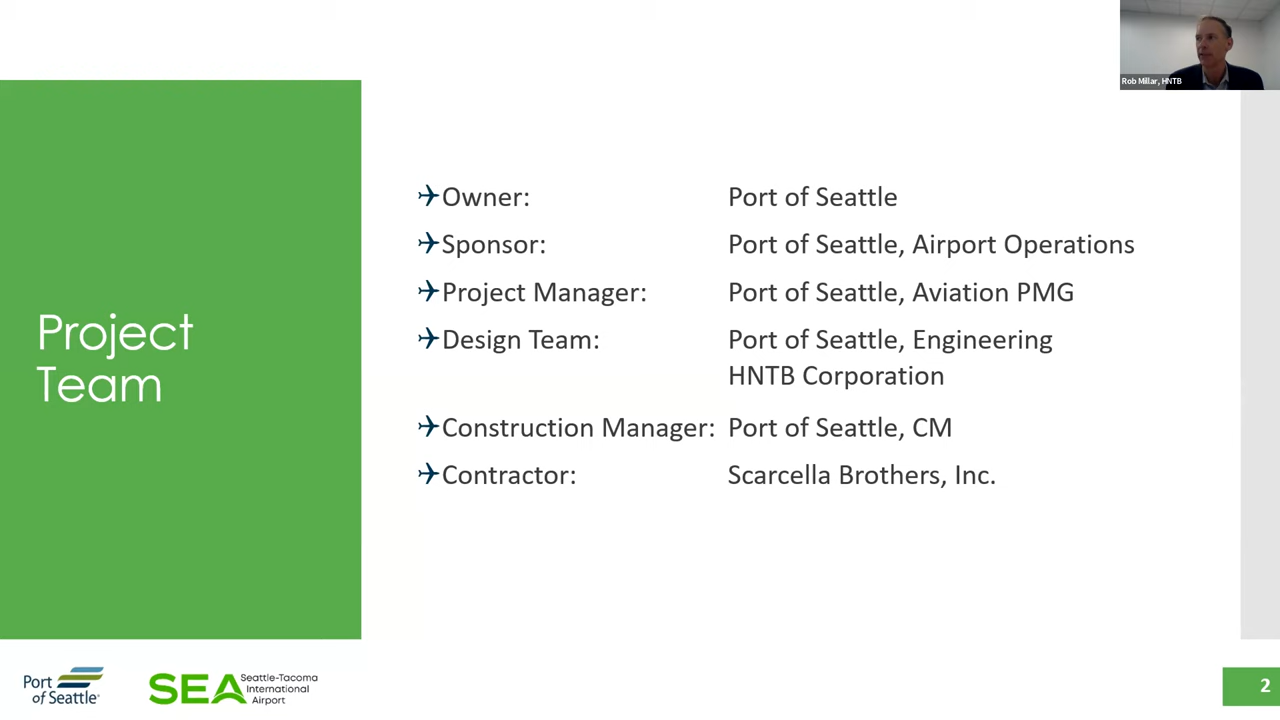 Rob Millar, HNTB
Project
Team
✈Owner: Port of Seattle
✈Sponsor: Port of Seattle, Airport Operations
✈Project Manager: Port of Seattle, Aviation PMG
✈Design Team: Port of Seattle, Engineering
HNTB Corporation
✈Construction Manager: Port of Seattle, CM
✈Contractor: Scarcella Brothers, Inc.
Port
of Seattle®
SEA
Seattle-Tacoma
International
Airport
2